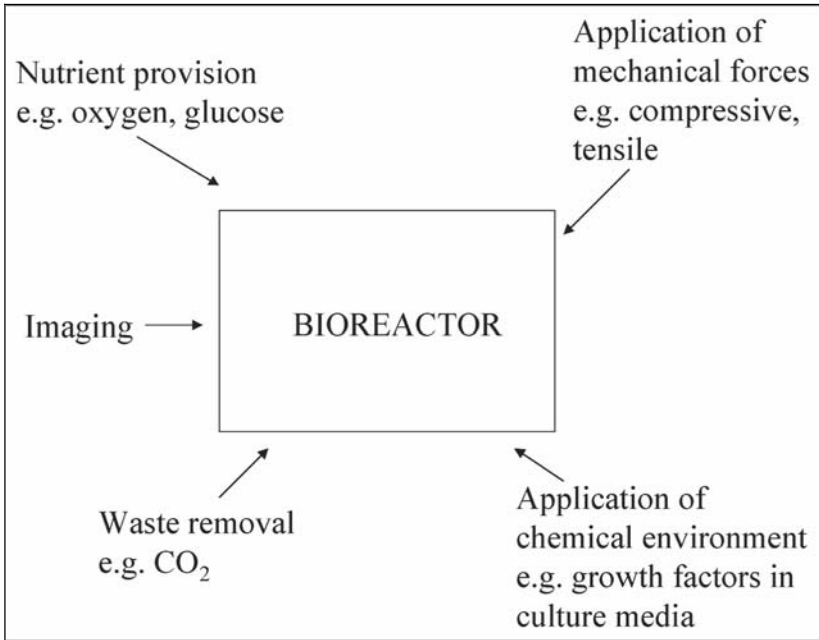 Nutrient provision
e.g. oxygen, glucose
Application of
mechanical forces
e.g. compressive,
tensile
Imaging
BIOREACTOR
Waste removal
e.g. CO₂
Application of
chemical environment
e.g. growth factors in
culture media